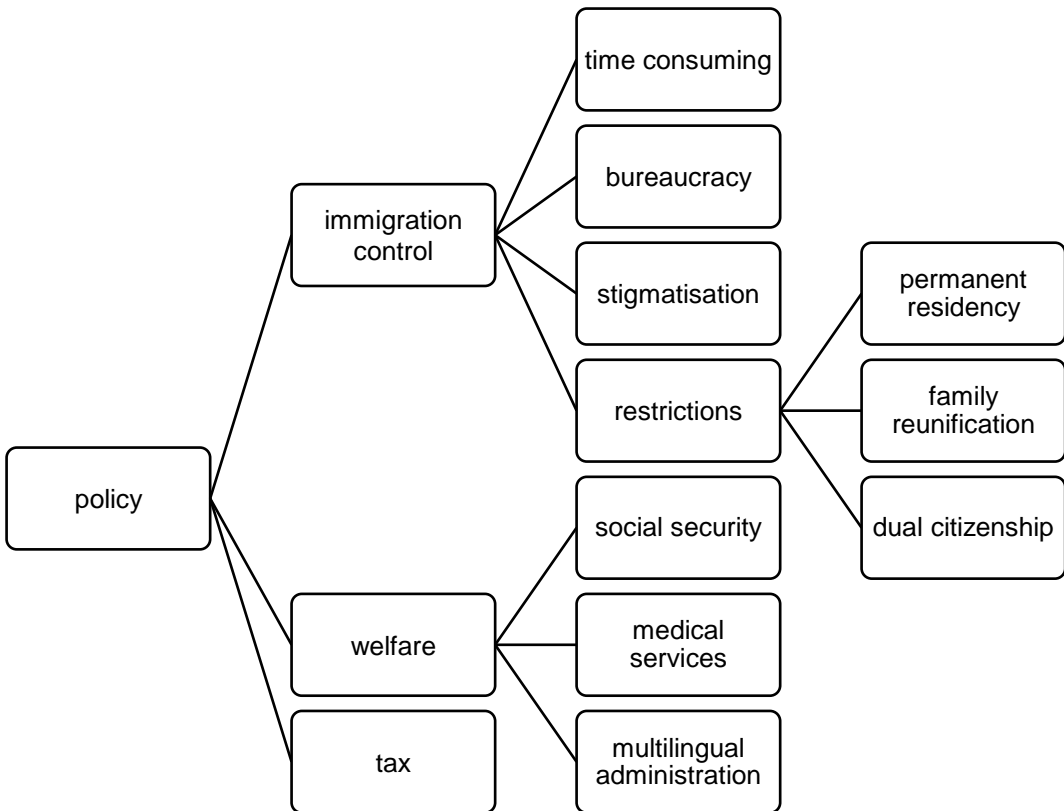 time consuming
bureaucracy
immigration
control
stigmatisation
permanent
residency
restrictions
family
reunification
policy
social security
dual citizenship
welfare
medical
services
tax
multilingual
administration